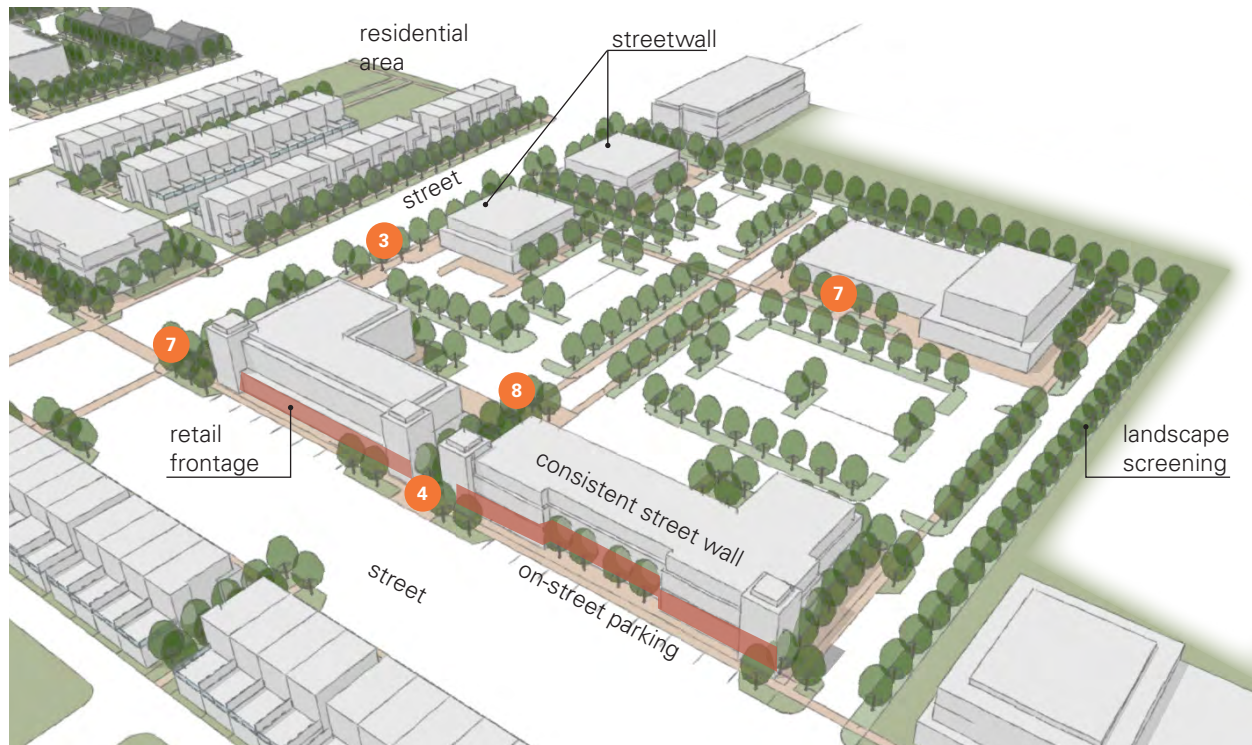 residential
area
streetwall
street
3
7
7
8
retail
frontage
landscape
screening
4
consistent street wall
street
on-street parking